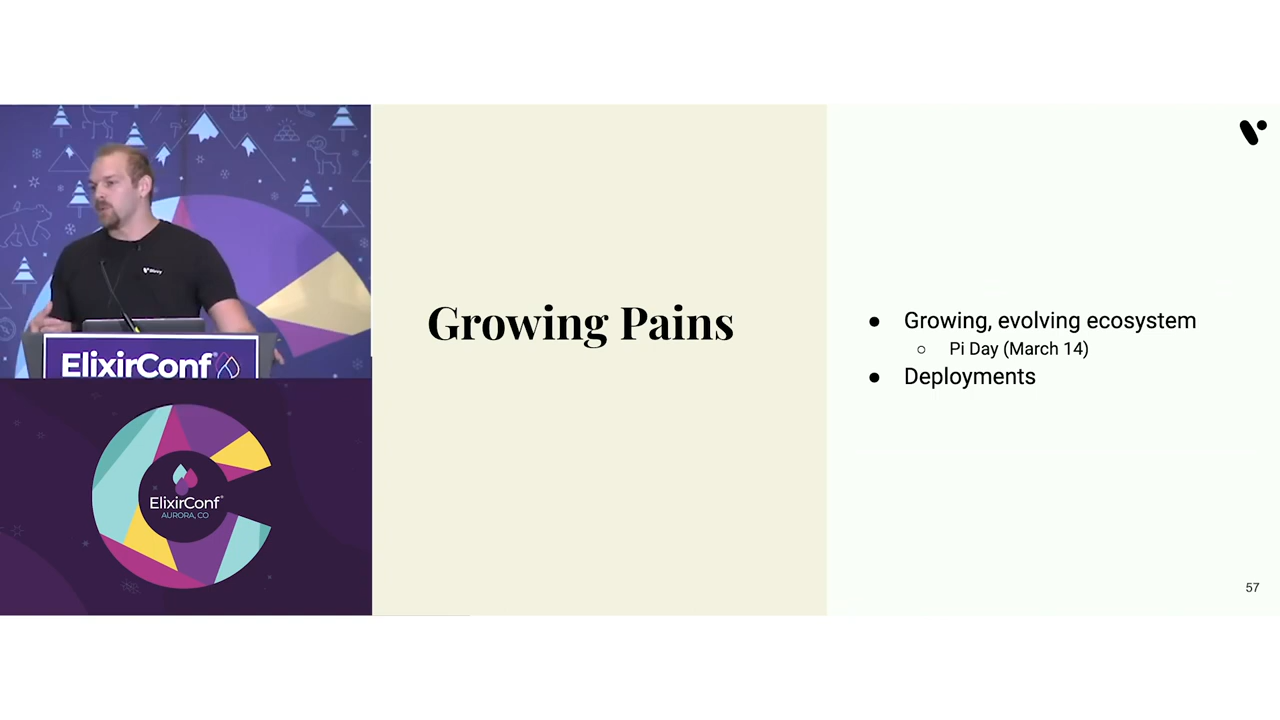 ElixirConf®
ElixirConf®
AURORA, CO
Growing Pains
● Growing, evolving ecosystem
○ Pi Day (March 14)
● Deployments
57